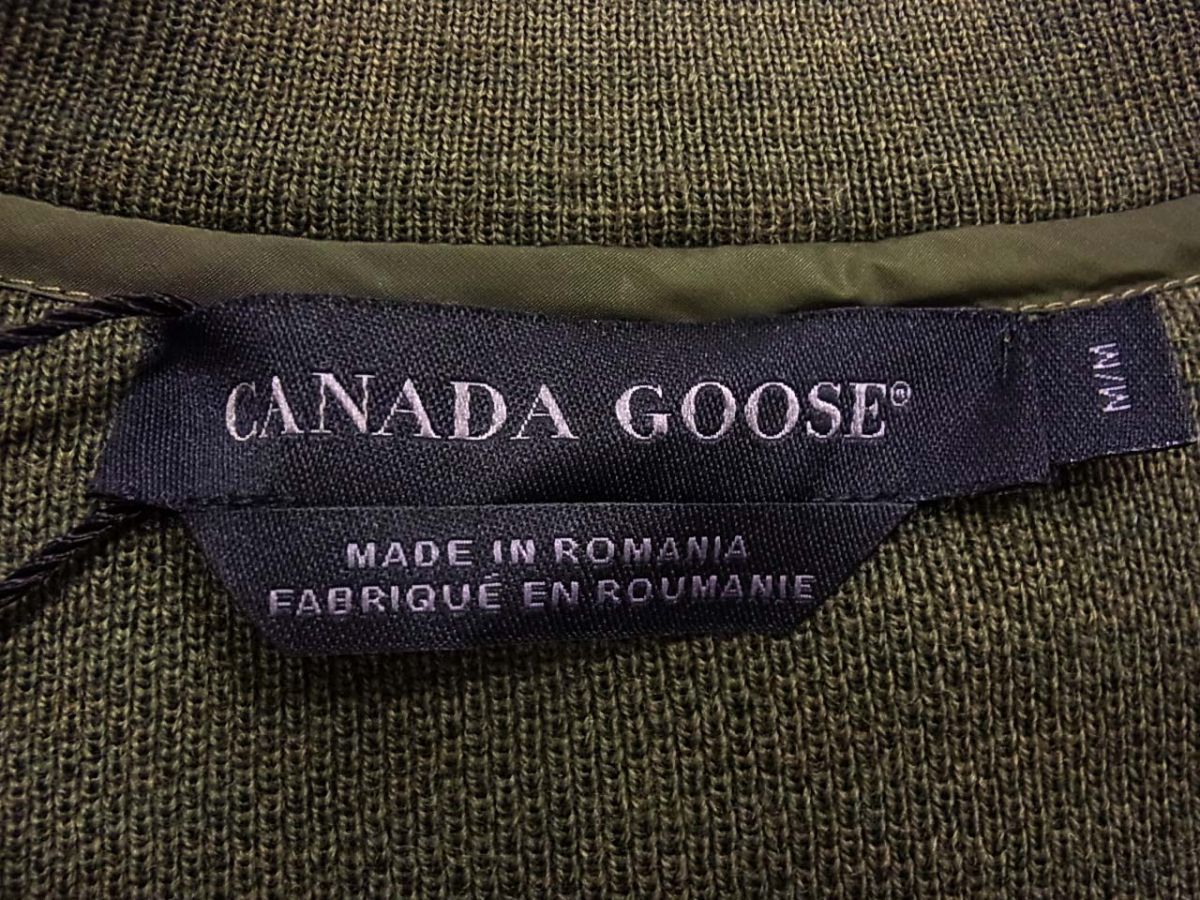 CANADA GOOSE®
M/M
MADE IN ROMANIA
FABRIQUÉ EN ROUMANIE